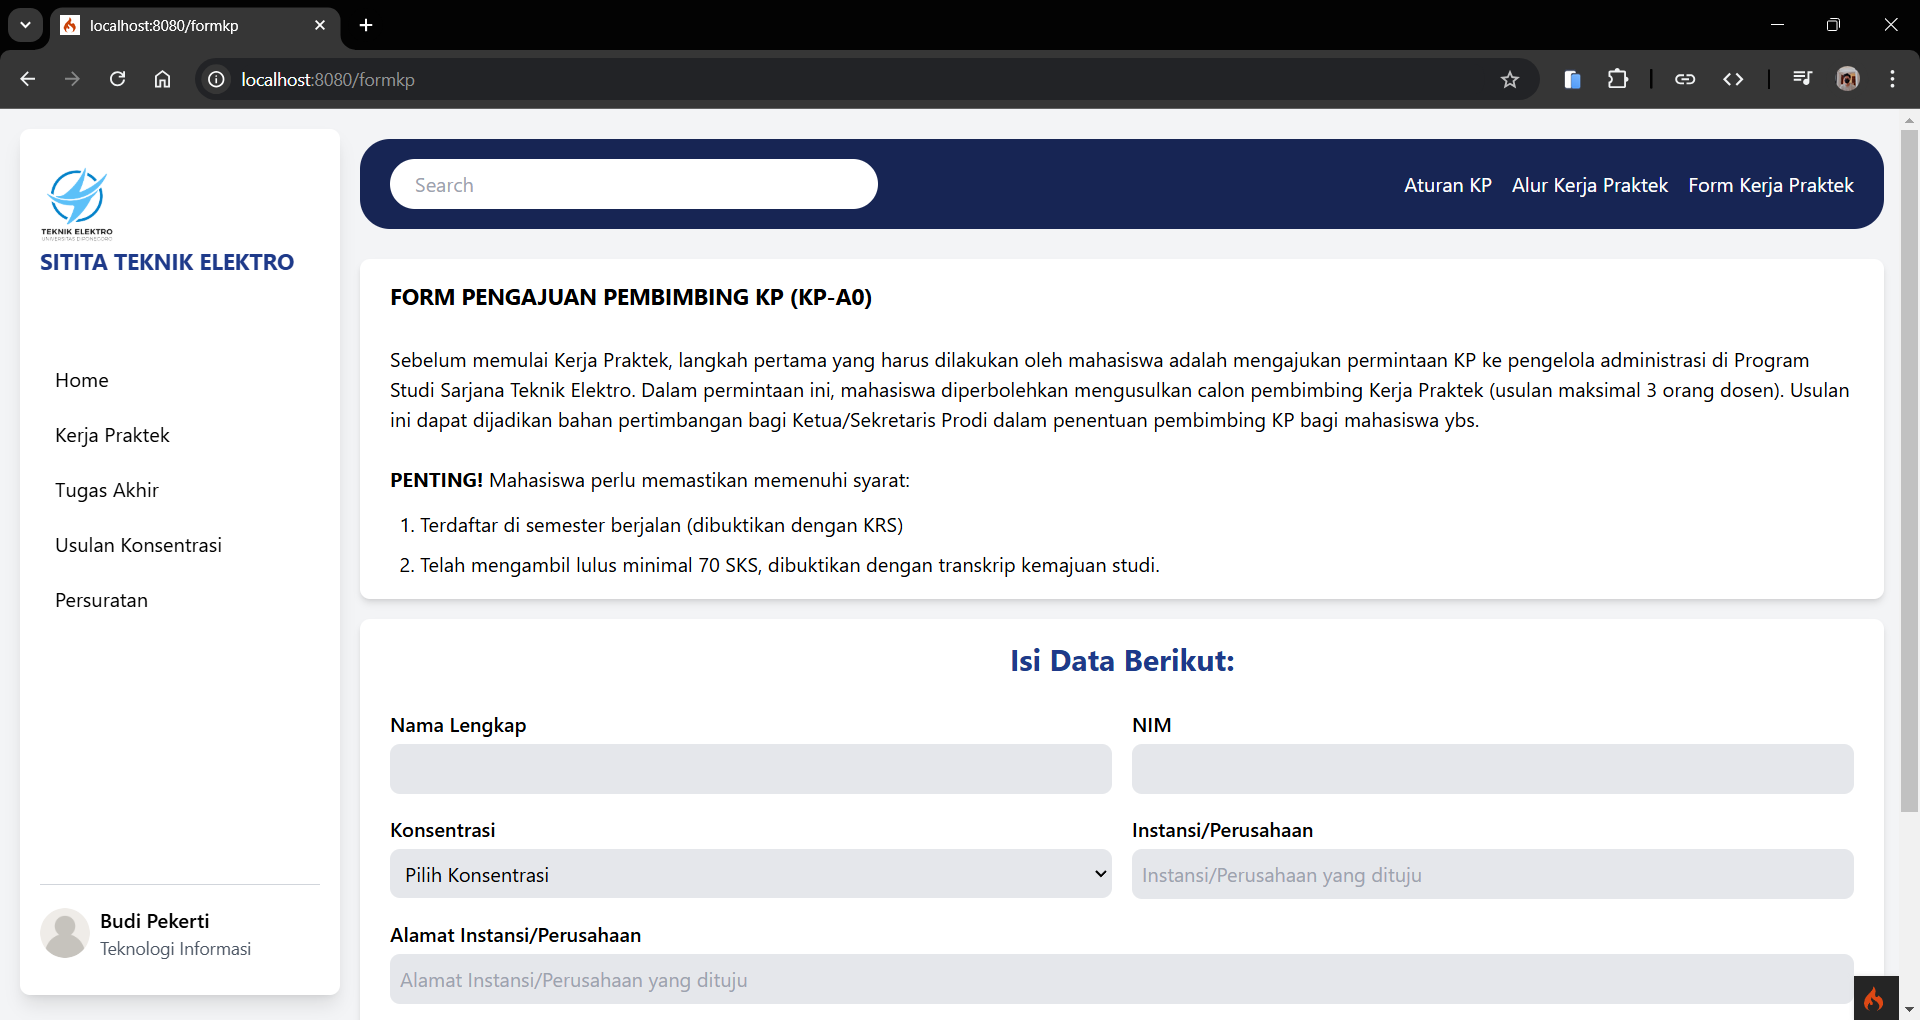 localhost:8080/formkp
localhost:8080/formkp
TEKNIK ELEKTRO
UNIVERSITAS DIPONEGORO
SITITA TEKNIK ELEKTRO
Home
Kerja Praktek
Tugas Akhir
Usulan Konsentrasi
Persuratan
Budi Pekerti
Teknologi Informasi
Search
Aturan KP Alur Kerja Praktek Form Kerja Praktek
FORM PENGAJUAN PEMBIMBING KP (KP-A0)
Sebelum memulai Kerja Praktek, langkah pertama yang harus dilakukan oleh mahasiswa adalah mengajukan permintaan KP ke pengelola administrasi di Program
Studi Sarjana Teknik Elektro. Dalam permintaan ini, mahasiswa diperbolehkan mengusulkan calon pembimbing Kerja Praktek (usulan maksimal 3 orang dosen). Usulan
ini dapat dijadikan bahan pertimbangan bagi Ketua/Sekretaris Prodi dalam penentuan pembimbing KP bagi mahasiswa ybs.
PENTING! Mahasiswa perlu memastikan memenuhi syarat:
1. Terdaftar di semester berjalan (dibuktikan dengan KRS)
2. Telah mengambil lulus minimal 70 SKS, dibuktikan dengan transkrip kemajuan studi.
Isi Data Berikut:
Nama Lengkap
NIM
Konsentrasi
Pilih Konsentrasi
Instansi/Perusahaan
Instansi/Perusahaan yang dituju
Alamat Instansi/Perusahaan
Alamat Instansi/Perusahaan yang dituju